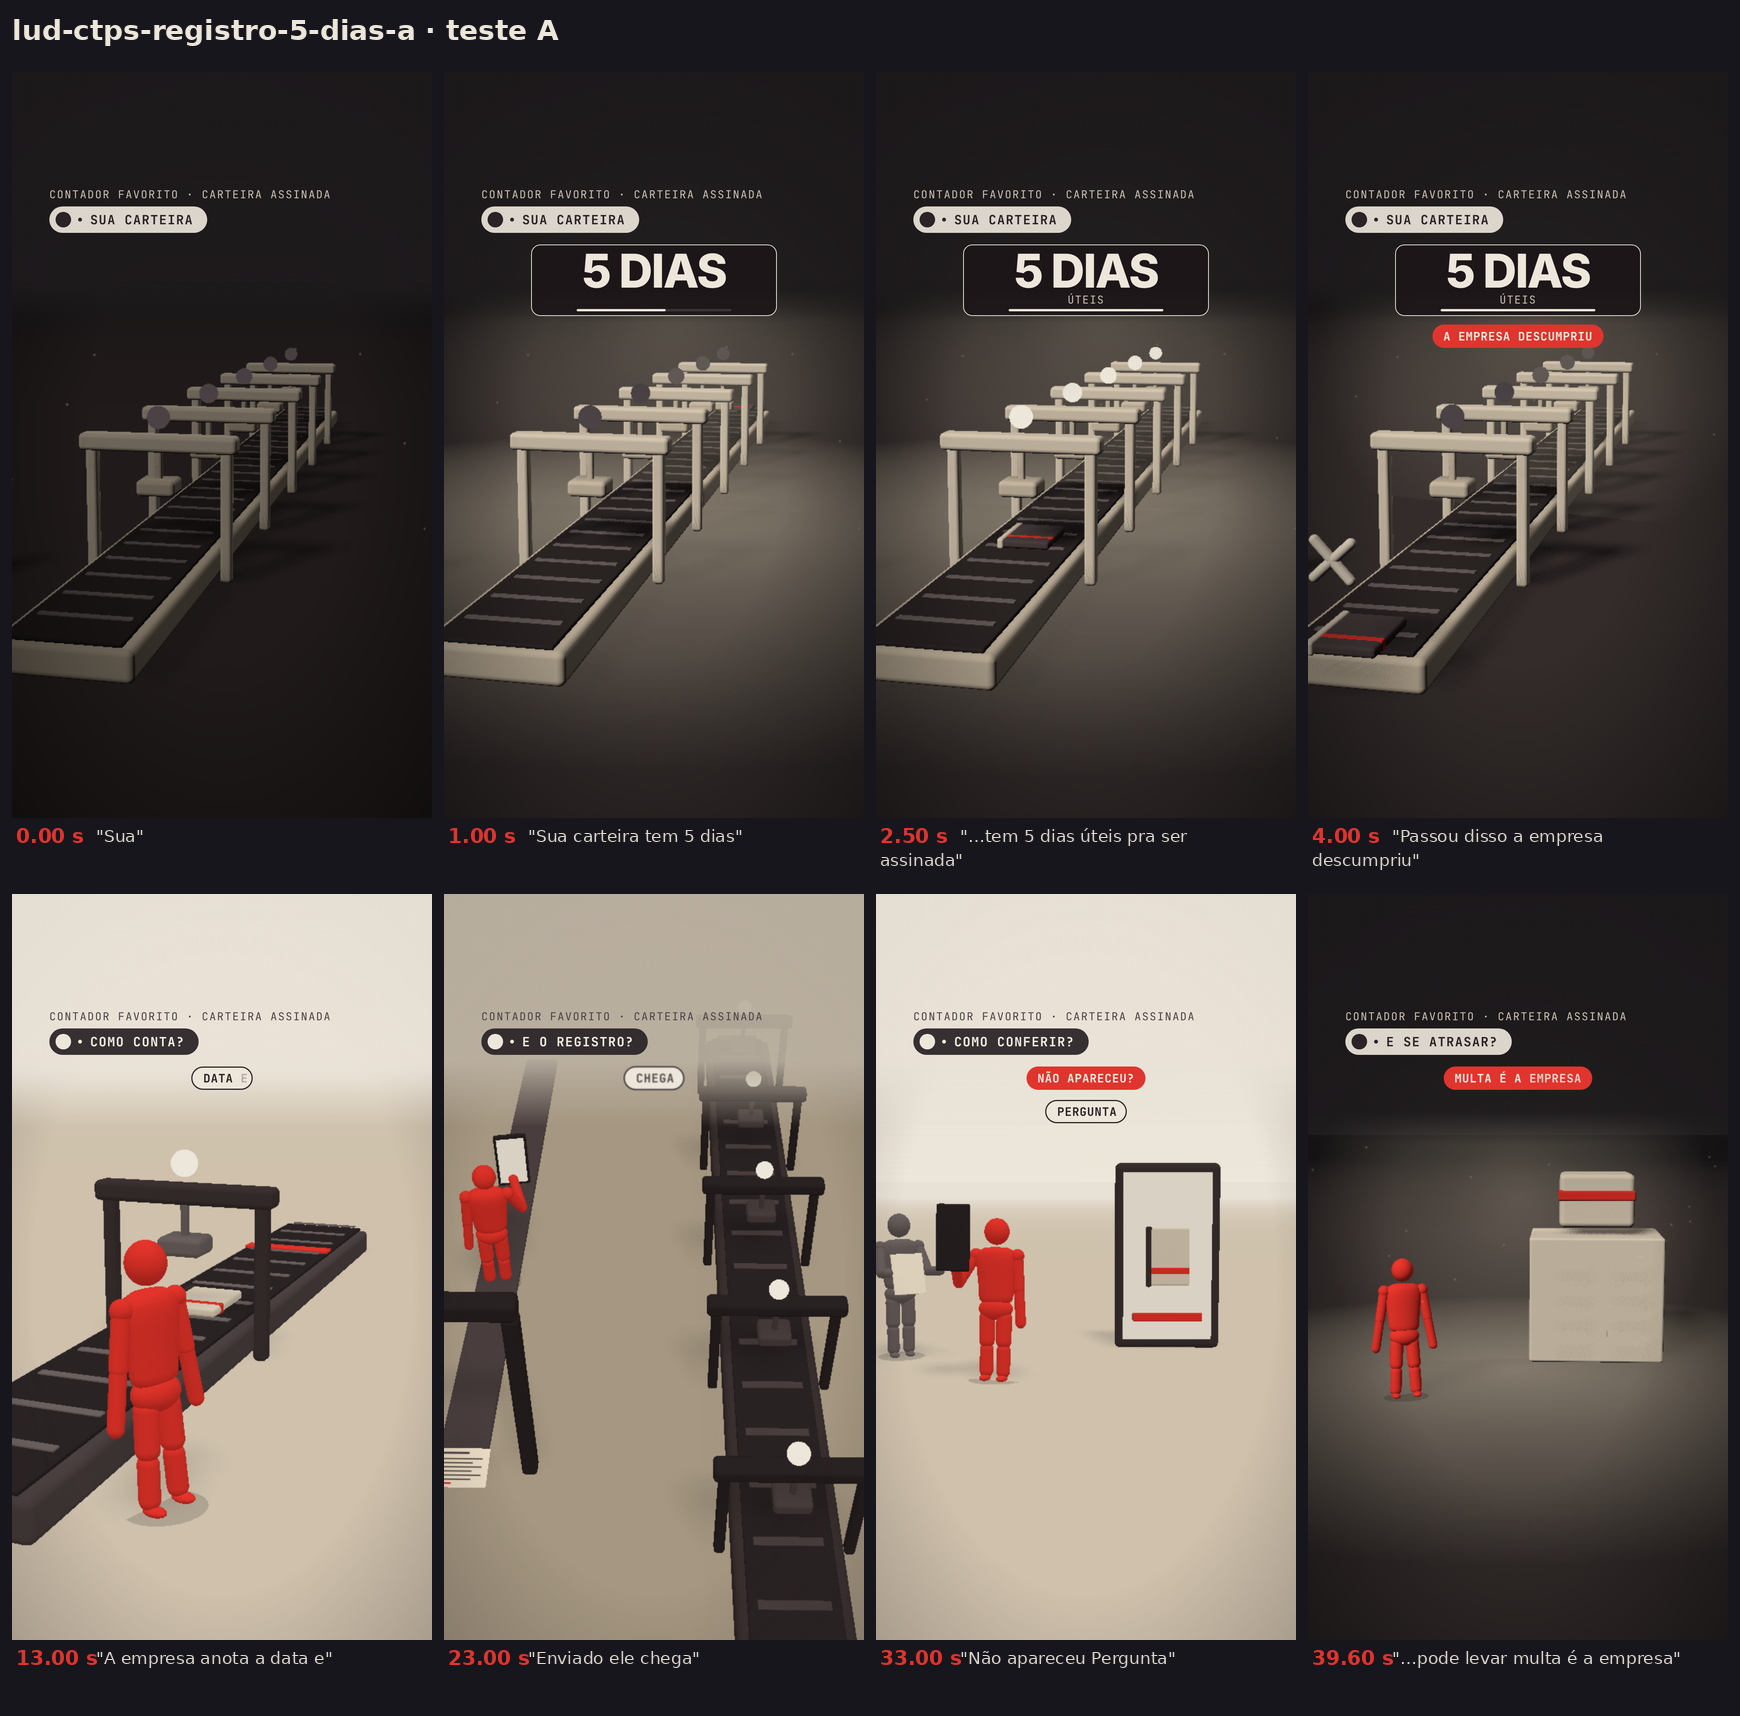 lud-ctps-registro-5-dias-a · teste A
CONTADOR FAVORITO · CARTEIRA ASSINADA
• SUA CARTEIRA
0.00 s "Sua"
CONTADOR FAVORITO · CARTEIRA ASSINADA
• SUA CARTEIRA
5 DIAS
1.00 s "Sua carteira tem 5 dias"
CONTADOR FAVORITO · CARTEIRA ASSINADA
• SUA CARTEIRA
5 DIAS
ÚTEIS
2.50 s "...tem 5 dias úteis pra ser
assinada"
CONTADOR FAVORITO · CARTEIRA ASSINADA
• SUA CARTEIRA
5 DIAS
ÚTEIS
A EMPRESA DESCUMPRIU
4.00 s "Passou disso a empresa
descumpriu"
CONTADOR FAVORITO · CARTEIRA ASSINADA
• COMO CONTA?
DATA E
13.00 s "A empresa anota a data e"
CONTADOR FAVORITO · CARTEIRA ASSINADA
• E O REGISTRO?
CHEGA
23.00 s "Enviado ele chega"
CONTADOR FAVORITO · CARTEIRA ASSINADA
• COMO CONFERIR?
NÃO APARECEU?
PERGUNTA
33.00 s "Não apareceu Pergunta"
CONTADOR FAVORITO · CARTEIRA ASSINADA
• E SE ATRASAR?
MULTA É A EMPRESA
39.60 s "...pode levar multa é a empresa"